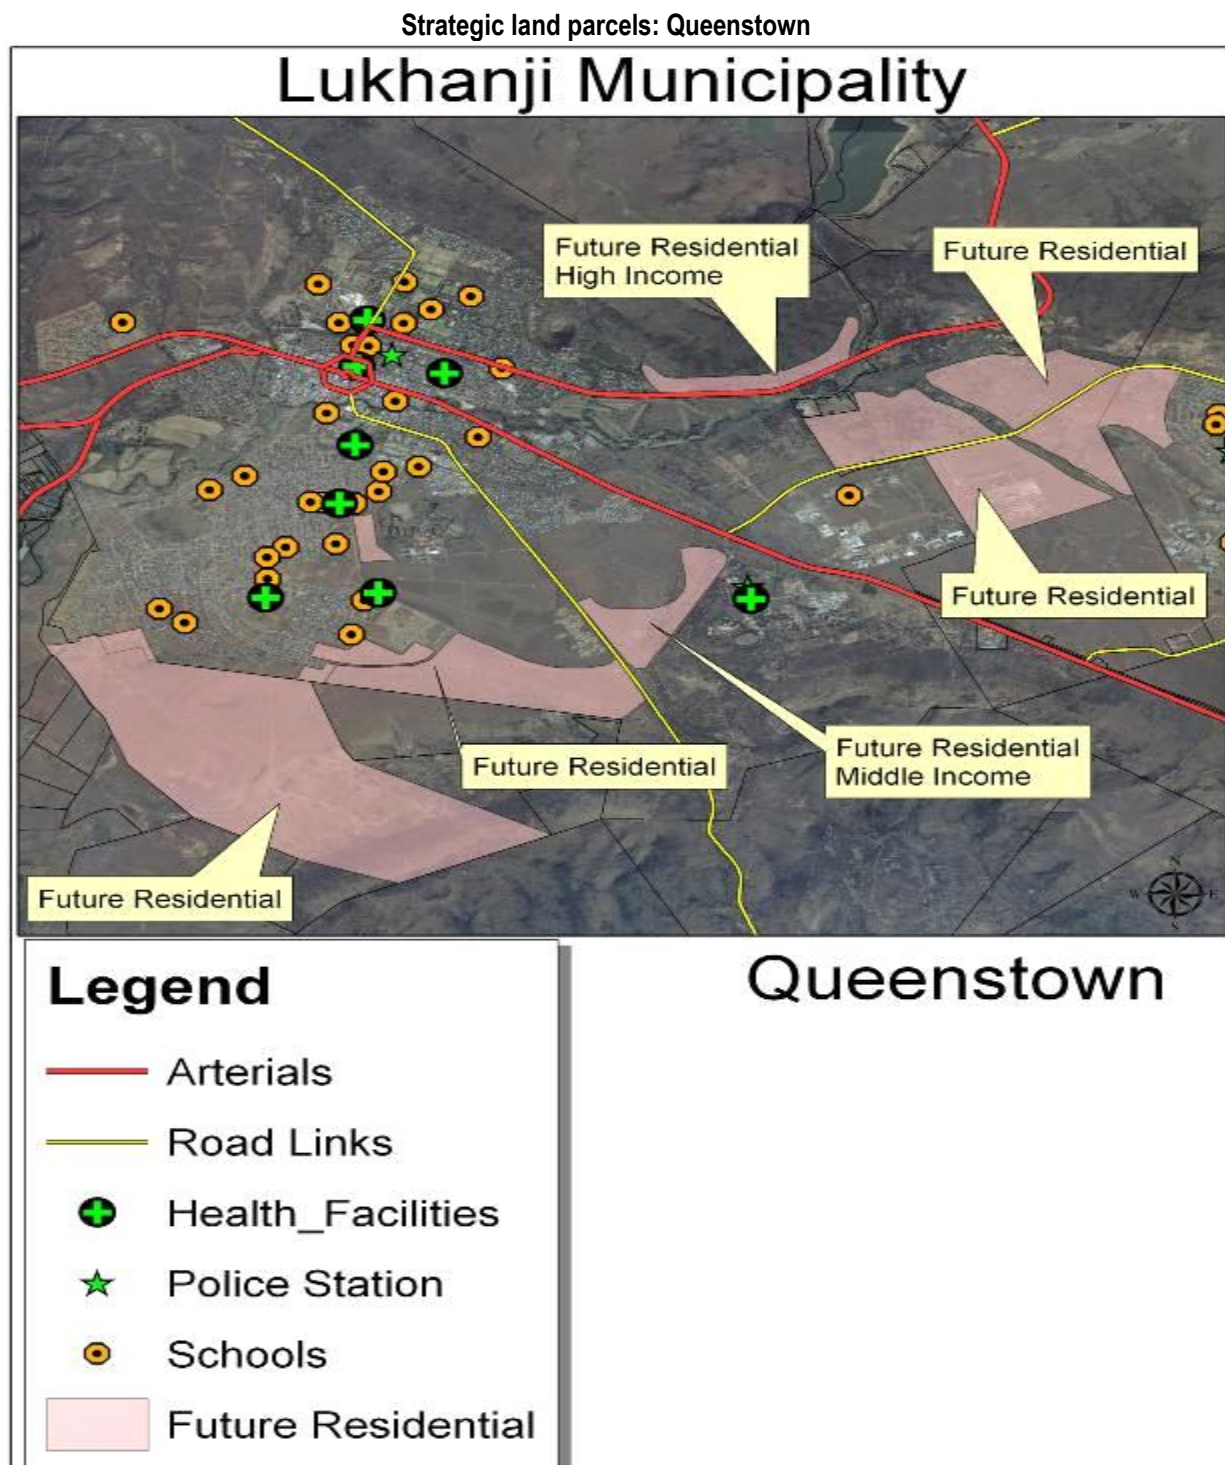 Strategic land parcels: Queenstown
Lukhanji Municipality
Future Residential
High Income
Future Residential
Future Residential
Future Residential
Future Residential
Middle Income
Future Residential
N
W
E
S
Queenstown
Legend
Arterials
Road Links
Health_Facilities
Police Station
Schools
Future Residential